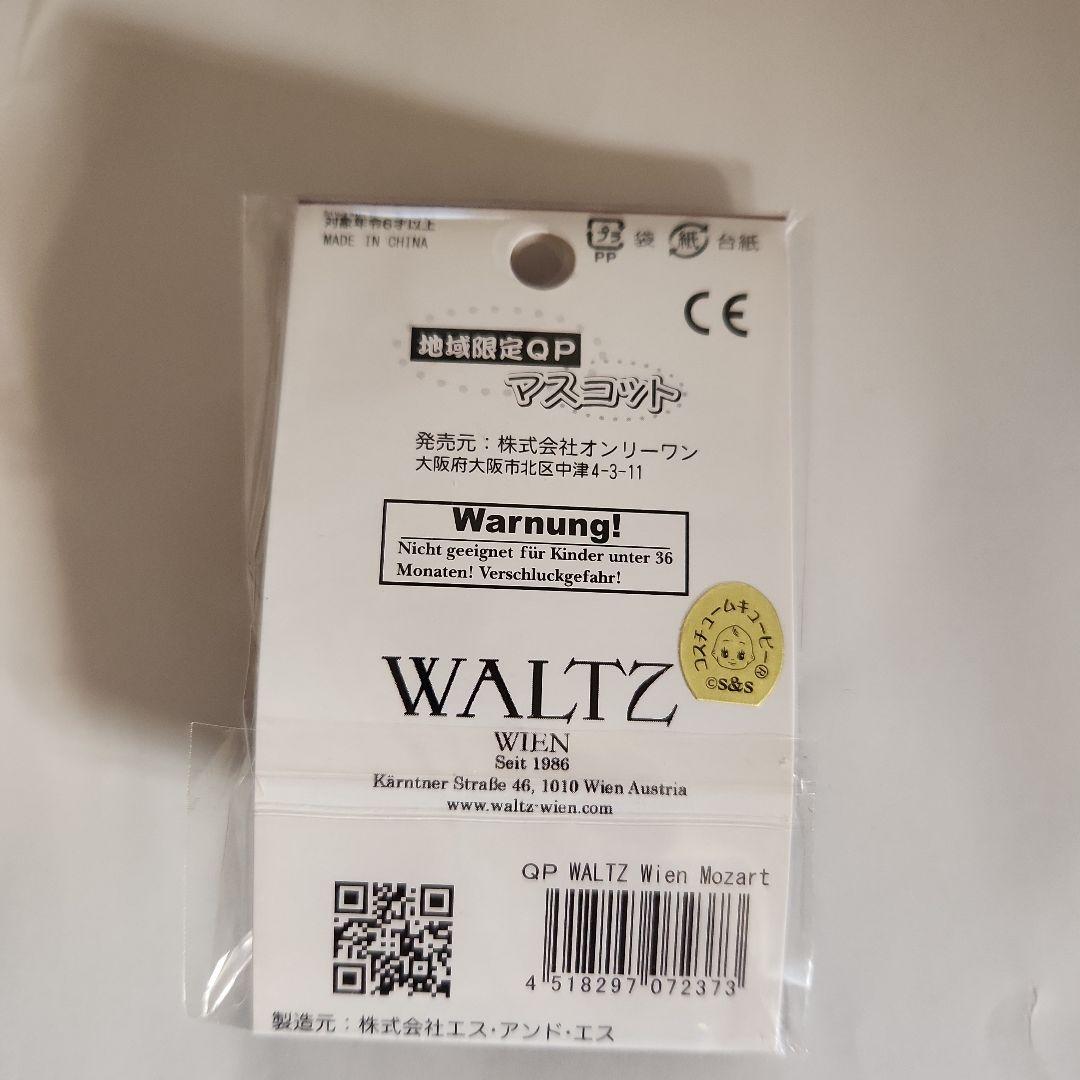 対象年令6才以上
MADE IN CHINA
プラ 袋 紙 台紙
PP
CE
地域限定QP
マスコット
発売元：株式会社オンリーワン
大阪府大阪市北区中津4-3-11
Warnung!
Nicht geeignet für Kinder unter 36
Monaten! Verschluckgefahr!
コスチュームキューピー®
©S&S
WALTZ
WIEN
Seit 1986
Kärntner Straße 46, 1010 Wien Austria
www.waltz-wien.com
QP WALTZ Wien Mozart
4 518297 072373
製造元：株式会社エス・アンド・エス